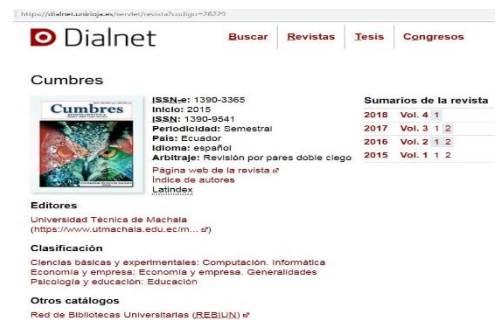 https://dialnet.unirioja.es/servlet/revista?codigo=26229
Dialnet
Buscar Revistas Tesis Congresos
Cumbres
Cumbres
ISSN-e: 1390-3365
Inicio: 2015
ISSN: 1390-9541
Periodicidad: Semestral
País: Ecuador
Idioma: español
Arbitraje: Revisión por pares doble ciego
Página web de la revista
Índice de autores
Latindex
Sumarios de la revista
2018 Vol. 4 1
2017 Vol. 3 1 2
2016 Vol. 2 1 2
2015 Vol. 1 1 2
Editores
Universidad Técnica de Machala
(https://www.utmachala.edu.ec/m...)
Clasificación
Ciencias básicas y experimentales: Computación. Informática
Economía y empresa: Economía y empresa. Generalidades
Psicología y educación: Educación
Otros catálogos
Red de Bibliotecas Universitarias (REBIUN)